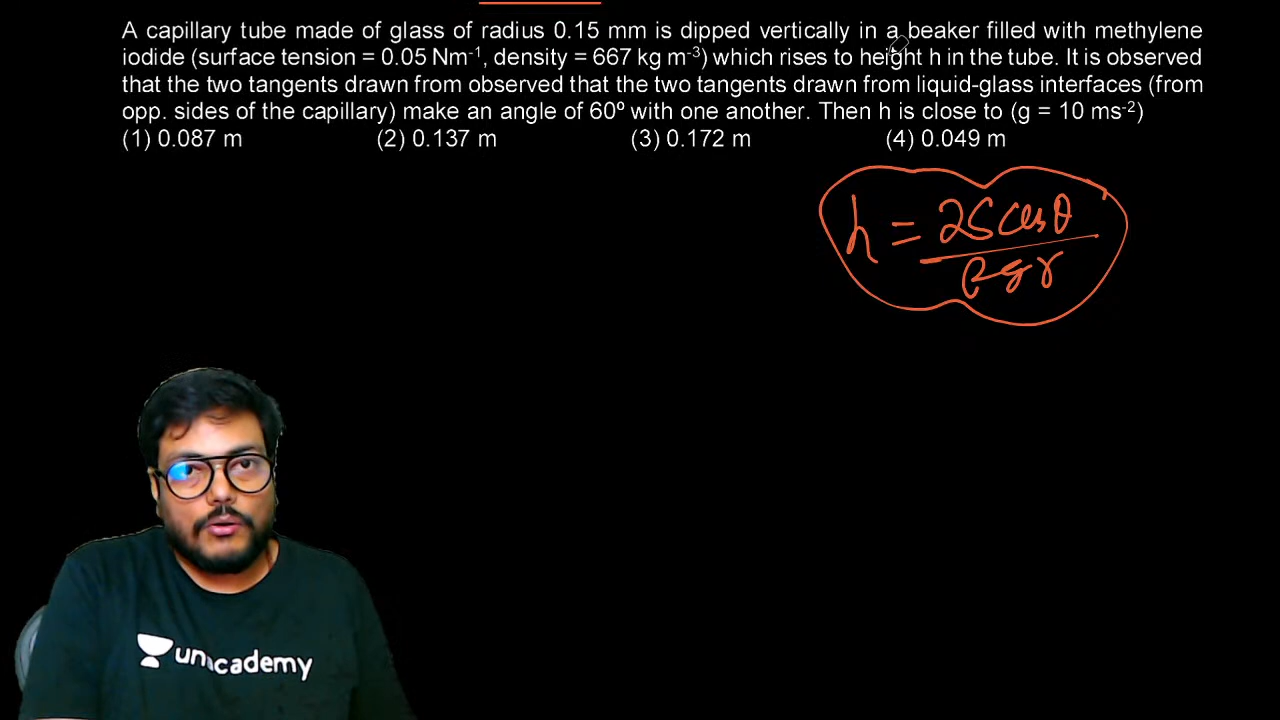 A capillary tube made of glass of radius 0.15 mm is dipped vertically in a beaker filled with methylene
iodide (surface tension = 0.05 Nm⁻¹, density = 667 kg m⁻³) which rises to height h in the tube. It is observed
that the two tangents drawn from observed that the two tangents drawn from liquid-glass interfaces (from
opp. sides of the capillary) make an angle of 60º with one another. Then h is close to (g = 10 ms⁻²)
(1) 0.087 m (2) 0.137 m (3) 0.172 m (4) 0.049 m
h = 2S cosθ
ρgr
unacademy